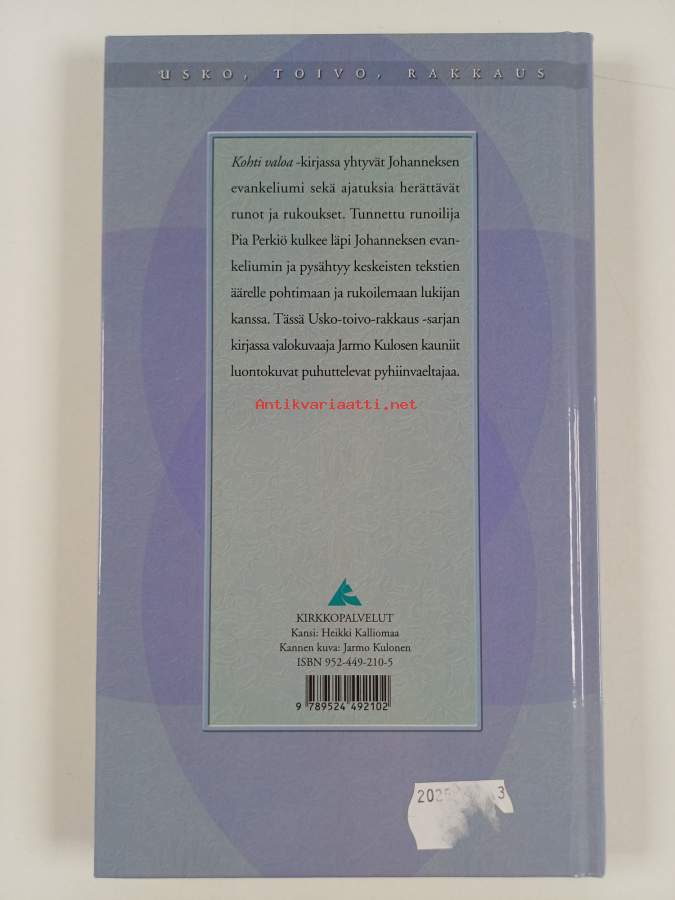 USKO, TOIVO, RAKKAUS
Kohti valoa -kirjassa yhtyvät Johanneksen
evankeliumi sekä ajatuksia herättävät
runot ja rukoukset. Tunnettu runoilija
Pia Perkiö kulkee läpi Johanneksen evan-
keliumin ja pysähtyy keskeisten tekstien
äärelle pohtimaan ja rukoilemaan lukijan
kanssa. Tässä Usko-toivo-rakkaus -sarjan
kirjassa valokuvaaja Jarmo Kulosen kauniit
luontokuvat puhuttelevat pyhiinvaeltajaa.
Antikvariaatti.net
KIRKKOPALVELUT
Kansi: Heikki Kalliomaa
Kannen kuva: Jarmo Kulonen
ISBN 952-449-210-5
9 789524 492102